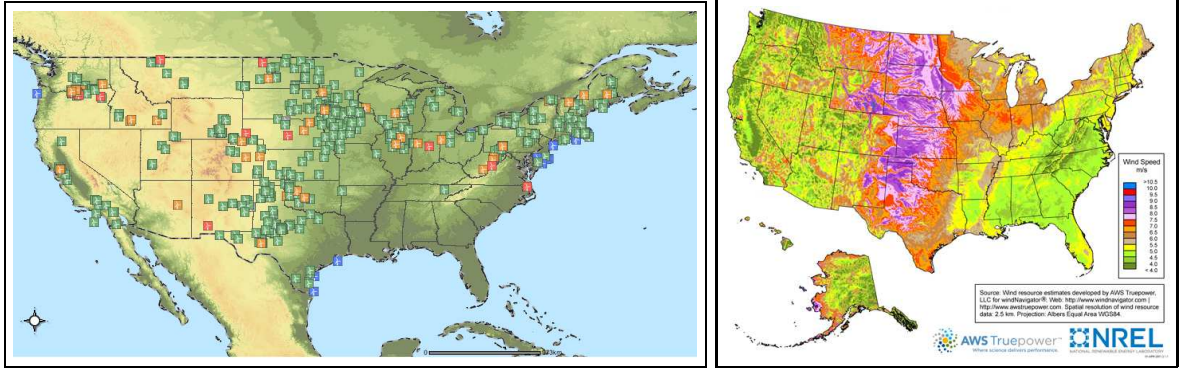 0
Wind Speed
m/s
>10.5
10.0
9.5
9.0
8.5
8.0
7.5
7.0
6.5
6.0
5.5
5.0
4.5
4.0
< 4.0
Source: Wind resource estimates developed by AWS Truepower,
LLC for windNavigator®. Web: http://www.windnavigator.com |
http://www.awstruepower.com. Spatial resolution of wind resource
data: 2.5 km. Projection: Albers Equal Area WGS84.
AWS Truepower™
Where science delivers performance.
NREL
NATIONAL RENEWABLE ENERGY LABORATORY